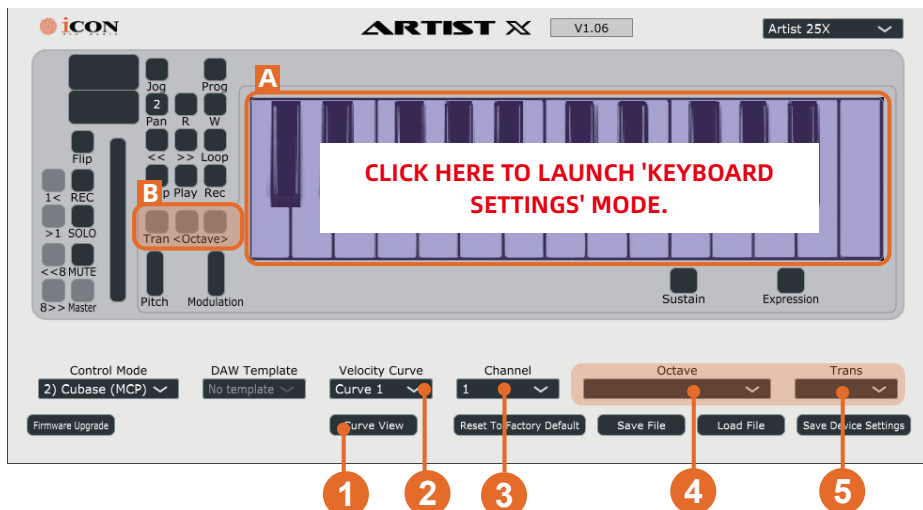 icon
PRO AUDIO
ARTIST X
V1.06
Artist 25X
A
Jog Prog
2
Pan R W
Flip
<< >> Loop
CLICK HERE TO LAUNCH 'KEYBOARD
SETTINGS' MODE.
B
1< REC
p Play Rec
>1 SOLO
Tran <Octave>
<<8 MUTE
8>> Master
Pitch Modulation
Sustain Expression
Control Mode DAW Template Velocity Curve Channel Octave Trans
2) Cubase (MCP) No template Curve 1 1
Firmware Upgrade Curve View Reset To Factory Default Save File Load File Save Device Settings
1 2 3 4 5